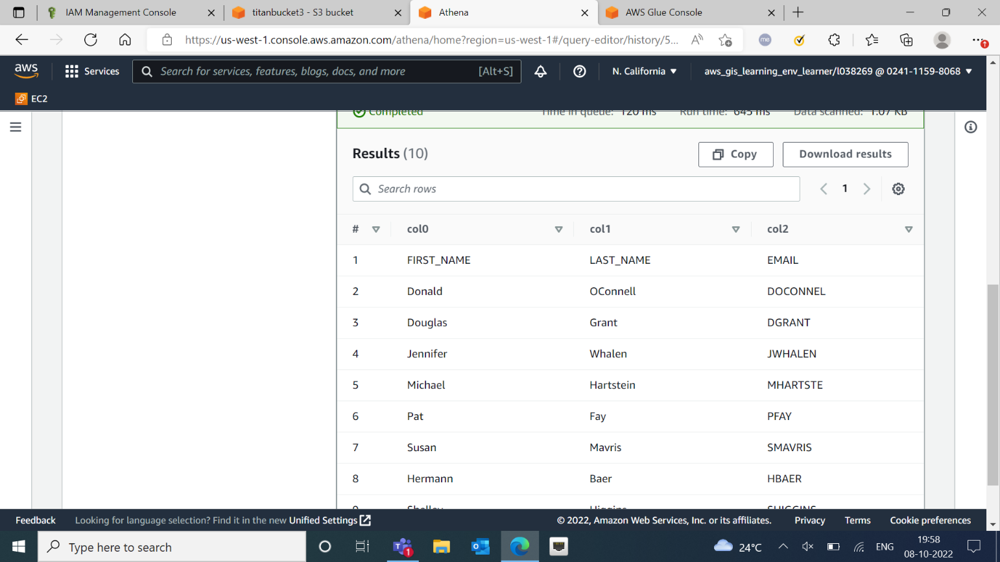 IAM Management Console
titanbucket3 - S3 bucket
Athena
AWS Glue Console
https://us-west-1.console.aws.amazon.com/athena/home?region=us-west-1#/query-editor/history/5...
me
aws
Services
Search for services, features, blogs, docs, and more [Alt+S]
N. California
aws_gis_learning_env_learner/l038269 @ 0241-1159-8068
EC2
Completed Time in queue: 120 ms Run time: 645 ms Data scanned: 1.07 KB
Results (10)
Copy
Download results
Search rows
1
# col0 col1 col2
1 FIRST_NAME LAST_NAME EMAIL
2 Donald OConnell DOCONNEL
3 Douglas Grant DGRANT
4 Jennifer Whalen JWHALEN
5 Michael Hartstein MHARTSTE
6 Pat Fay PFAY
7 Susan Mavris SMAVRIS
8 Hermann Baer HBAER
9 Shelley Higgins SHIGGINS
Feedback Looking for language selection? Find it in the new Unified Settings © 2022, Amazon Web Services, Inc. or its affiliates. Privacy Terms Cookie preferences
Type here to search
1
24°C
ENG
19:58
08-10-2022